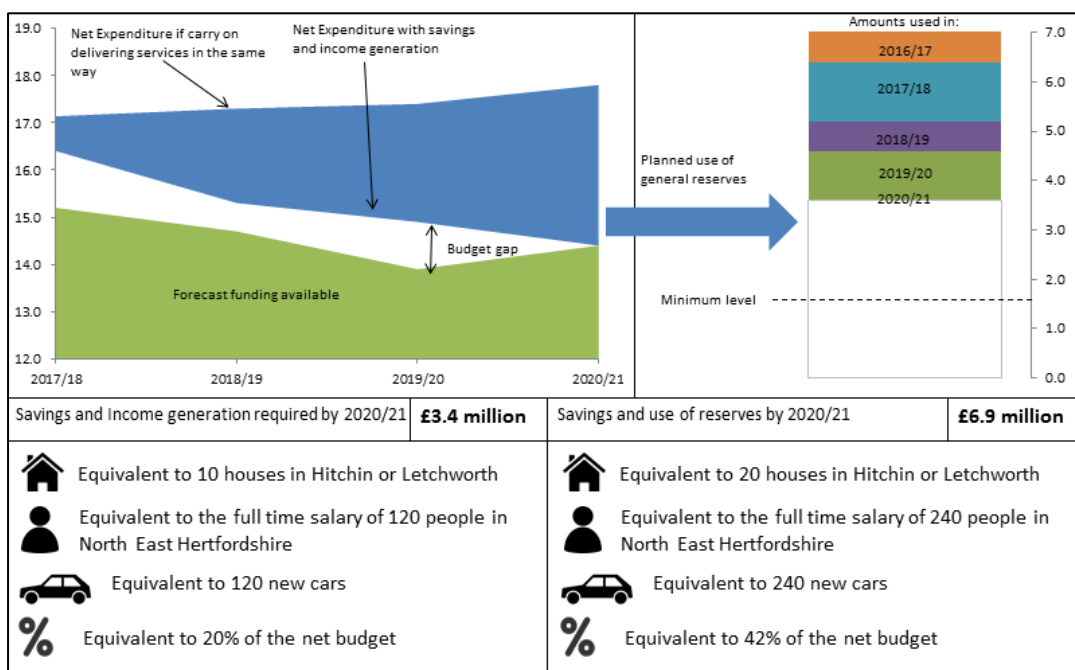 19.0
18.0
17.0
16.0
15.0
14.0
13.0
12.0
2017/18
2018/19
2019/20
2020/21
Net Expenditure if carry on
delivering services in the same
way
Net Expenditure with savings
and income generation
Budget gap
Forecast funding available
Planned use of
general reserves
Amounts used in:
2016/17
2017/18
2018/19
2019/20
2020/21
Minimum level
7.0
6.0
5.0
4.0
3.0
2.0
1.0
0.0
Savings and Income generation required by 2020/21
£3.4 million
Savings and use of reserves by 2020/21
£6.9 million
Equivalent to 10 houses in Hitchin or Letchworth
Equivalent to the full time salary of 120 people in
North East Hertfordshire
Equivalent to 120 new cars
%
Equivalent to 20% of the net budget
Equivalent to 20 houses in Hitchin or Letchworth
Equivalent to the full time salary of 240 people in
North East Hertfordshire
Equivalent to 240 new cars
%
Equivalent to 42% of the net budget